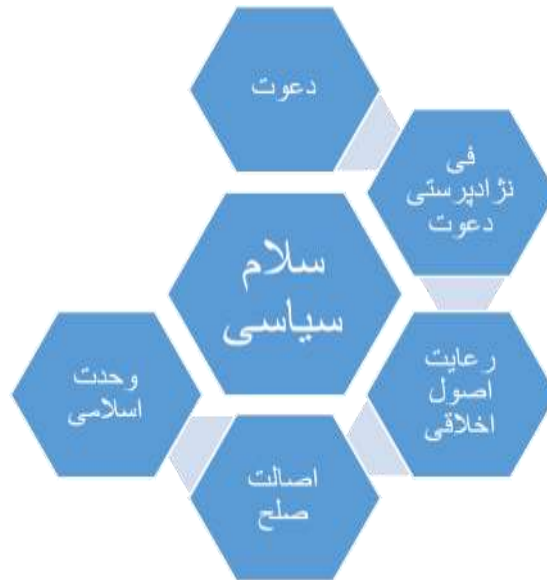 دعوت
فی
نژادپرستی
دعوت
سلام
سیاسی
رعایت
اصول
اخلاقی
وحدت
اسلامی
اصالت
صلح